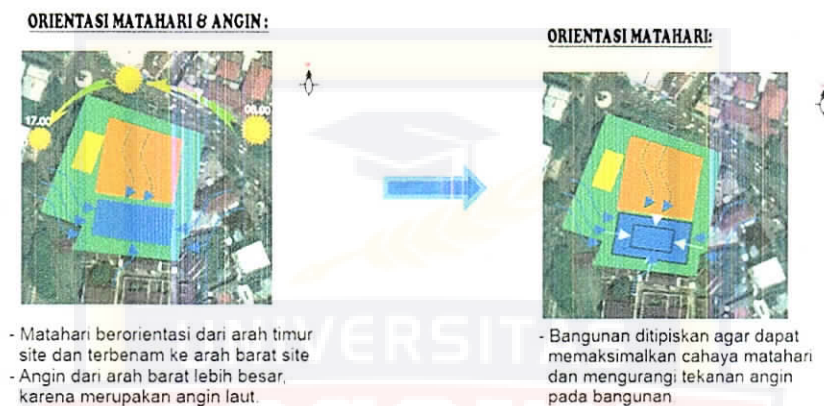 ORIENTASI MATAHARI & ANGIN :
17.00
08.00
- Matahari berorientasi dari arah timur
site dan terbenam ke arah barat site
- Angin dari arah barat lebih besar,
karena merupakan angin laut.
ORIENTASI MATAHARI:
- Bangunan ditipiskan agar dapat
memaksimalkan cahaya matahari
dan mengurangi tekanan angin
pada bangunan
UNIVERSITAS